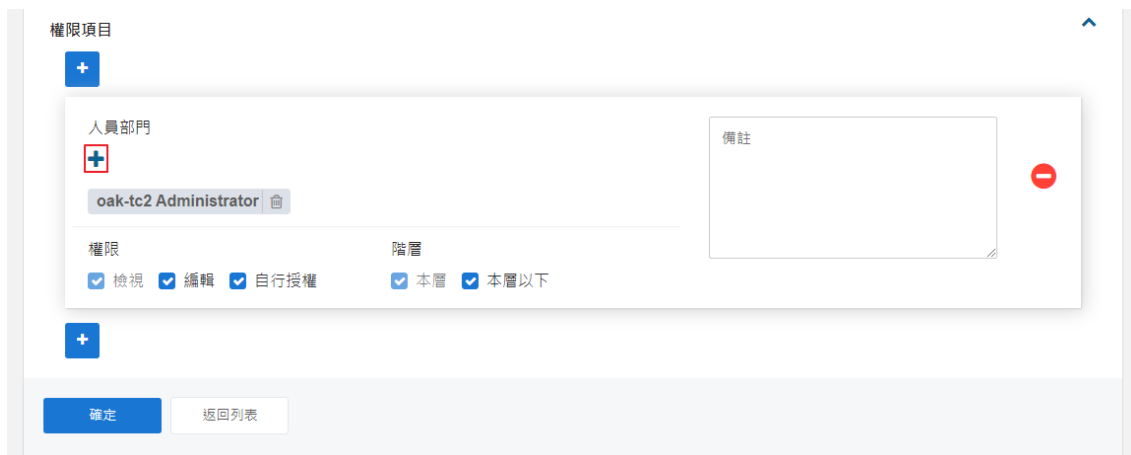 權限項目
人員部門
備註
oak-tc2 Administrator
權限
階層
檢視 編輯 自行授權
本層 本層以下
確定
返回列表